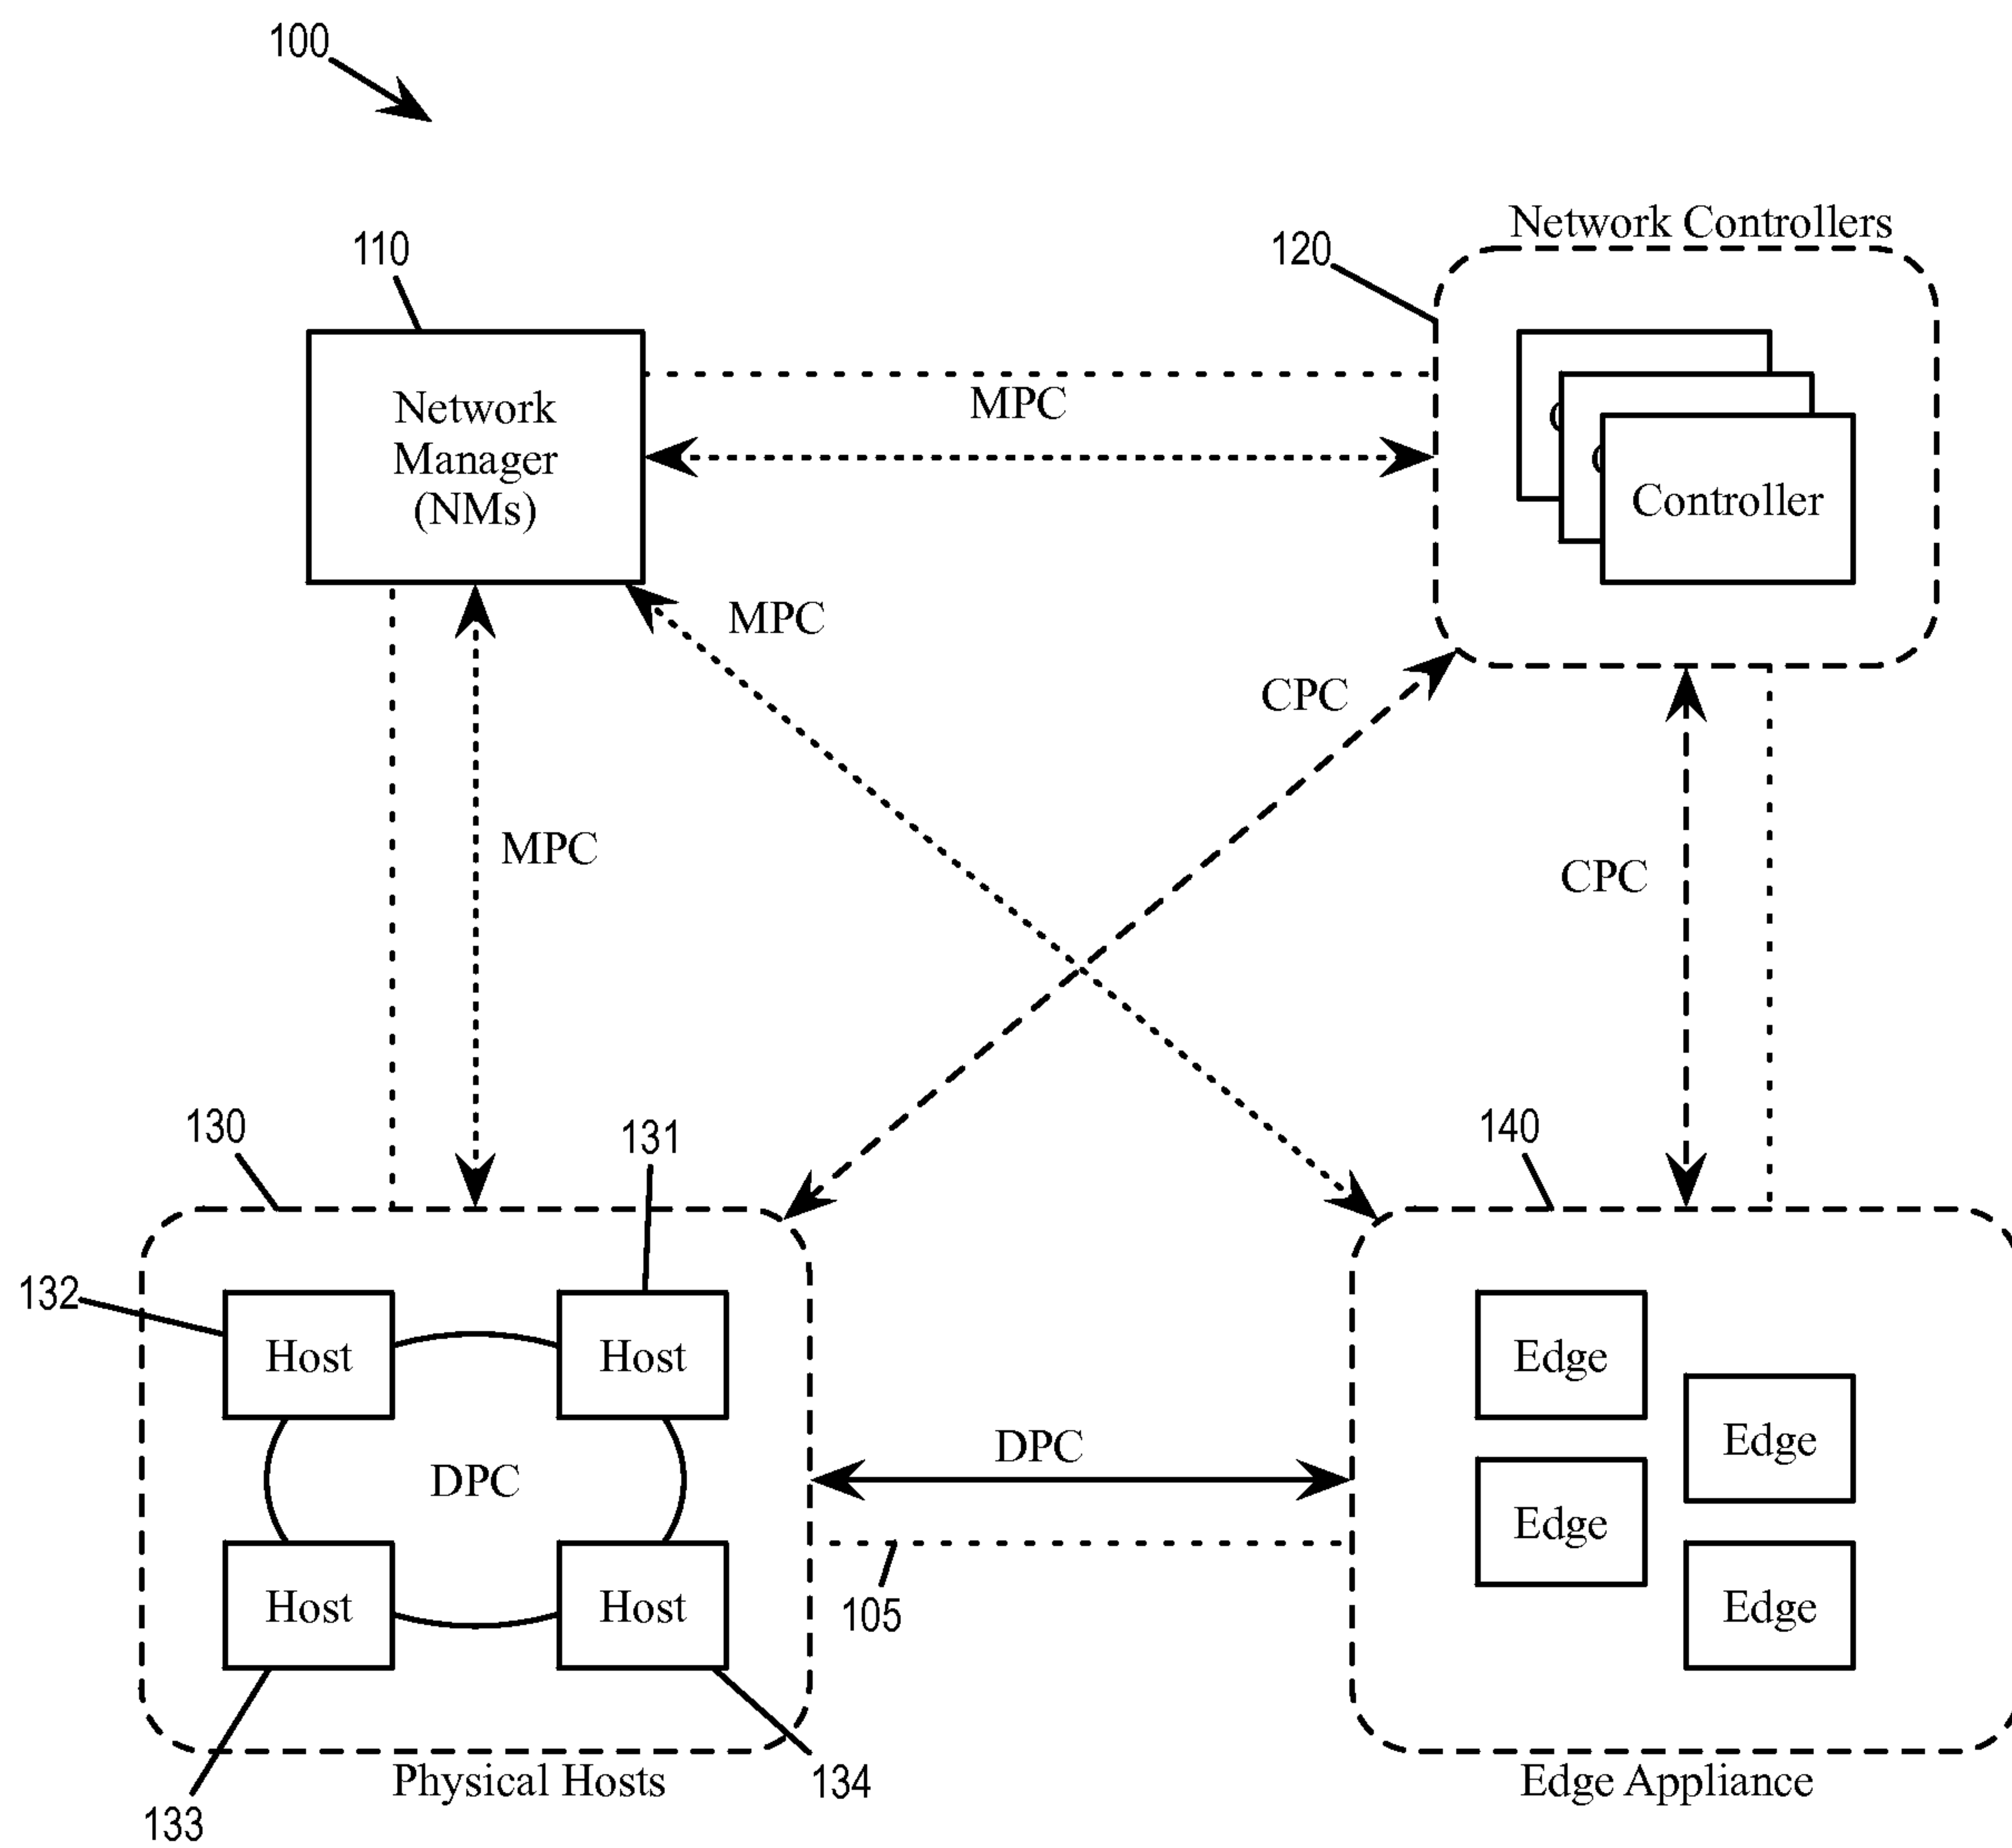 100
Network Controllers
110
120
Network
Manager
(NMs)
MPC
Controller
MPC
CPC
MPC
CPC
130
131
140
132
Host
Host
Edge
Edge
DPC
DPC
Edge
Host
Host
105
Edge
Physical Hosts
134
Edge Appliance
133